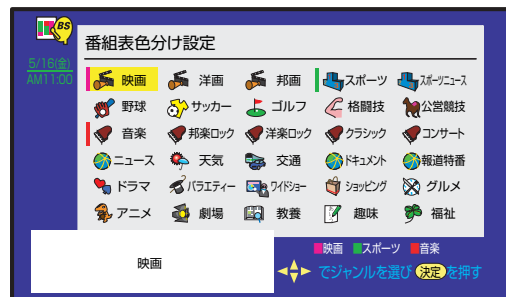 BS
番組表色分け設定
5/16(金)
AM11:00
映画 洋画 邦画 スポーツ スポーツニュース
野球 サッカー ゴルフ 格闘技 公営競技
音楽 邦楽ロック 洋楽ロック クラシック コンサート
ニュース 天気 交通 ドキュメント 報道特番
ドラマ バラエティー ワイドショー ショッピング グルメ
アニメ 劇場 教養 趣味 福祉
映画 スポーツ 音楽
映画
でジャンルを選び 決定 を押す